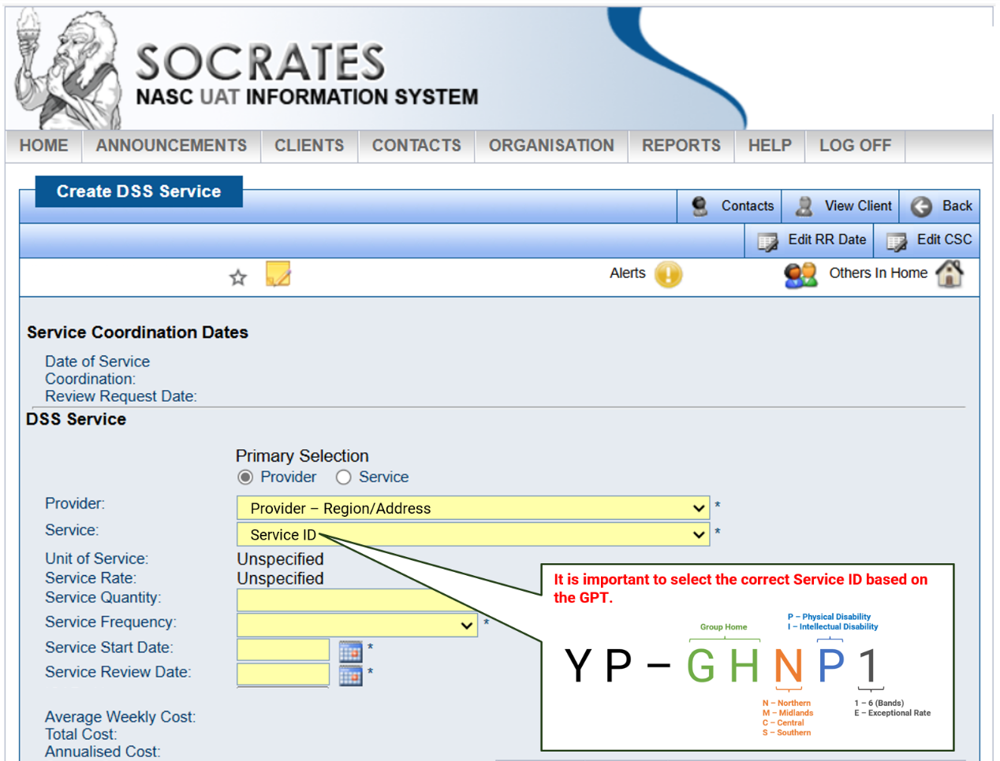 SOCRATES
NASC UAT INFORMATION SYSTEM
HOME ANNOUNCEMENTS CLIENTS CONTACTS ORGANISATION REPORTS HELP LOG OFF
Create DSS Service
Contacts View Client Back
Edit RR Date Edit CSC
Alerts Others In Home
Service Coordination Dates
Date of Service
Coordination:
Review Request Date:
DSS Service
Primary Selection
Provider Service
Provider: Provider – Region/Address *
Service: Service ID *
Unit of Service: Unspecified
Service Rate: Unspecified
Service Quantity:
Service Frequency: *
Service Start Date: *
Service Review Date: *
Average Weekly Cost:
Total Cost:
Annualised Cost:
It is important to select the correct Service ID based on
the GPT.
P – Physical Disability
I – Intellectual Disability
Group Home
YP – GHNP1
N – Northern
M – Midlands
C – Central
S – Southern
1 – 6 (Bands)
E – Exceptional Rate